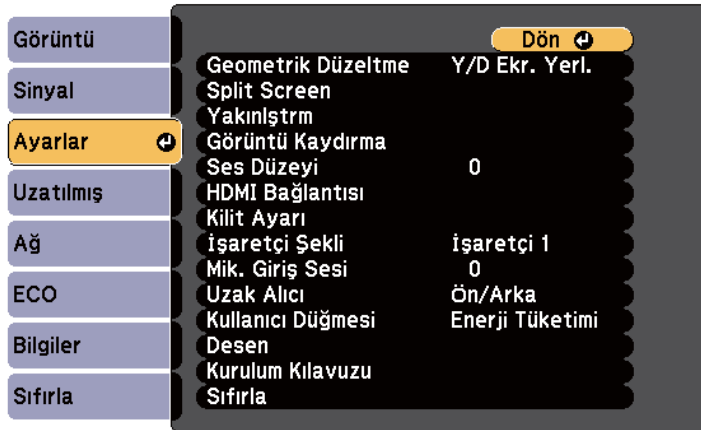 Görüntü
Sinyal
Ayarlar
Uzatılmış
Ağ
ECO
Bilgiler
Sıfırla
Dön
Geometrik Düzeltme Y/D Ekr. Yerl.
Split Screen
Yakınlştrm
Görüntü Kaydırma
Ses Düzeyi 0
HDMI Bağlantısı
Kilit Ayarı
İşaretçi Şekli İşaretçi 1
Mik. Giriş Sesi 0
Uzak Alıcı Ön/Arka
Kullanıcı Düğmesi Enerji Tüketimi
Desen
Kurulum Kılavuzu
Sıfırla